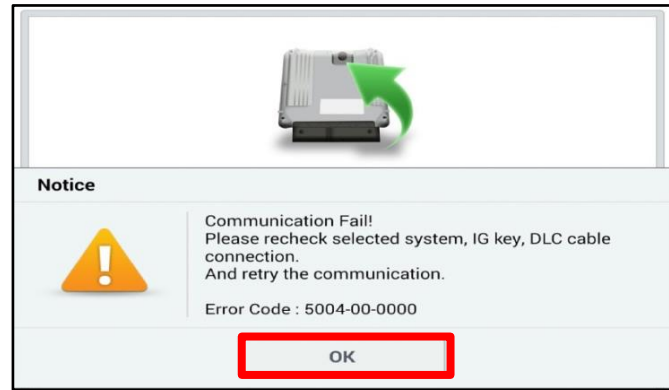 Notice
Communication Fail!
Please recheck selected system, IG key, DLC cable
connection.
And retry the communication.
Error Code : 5004-00-0000
OK